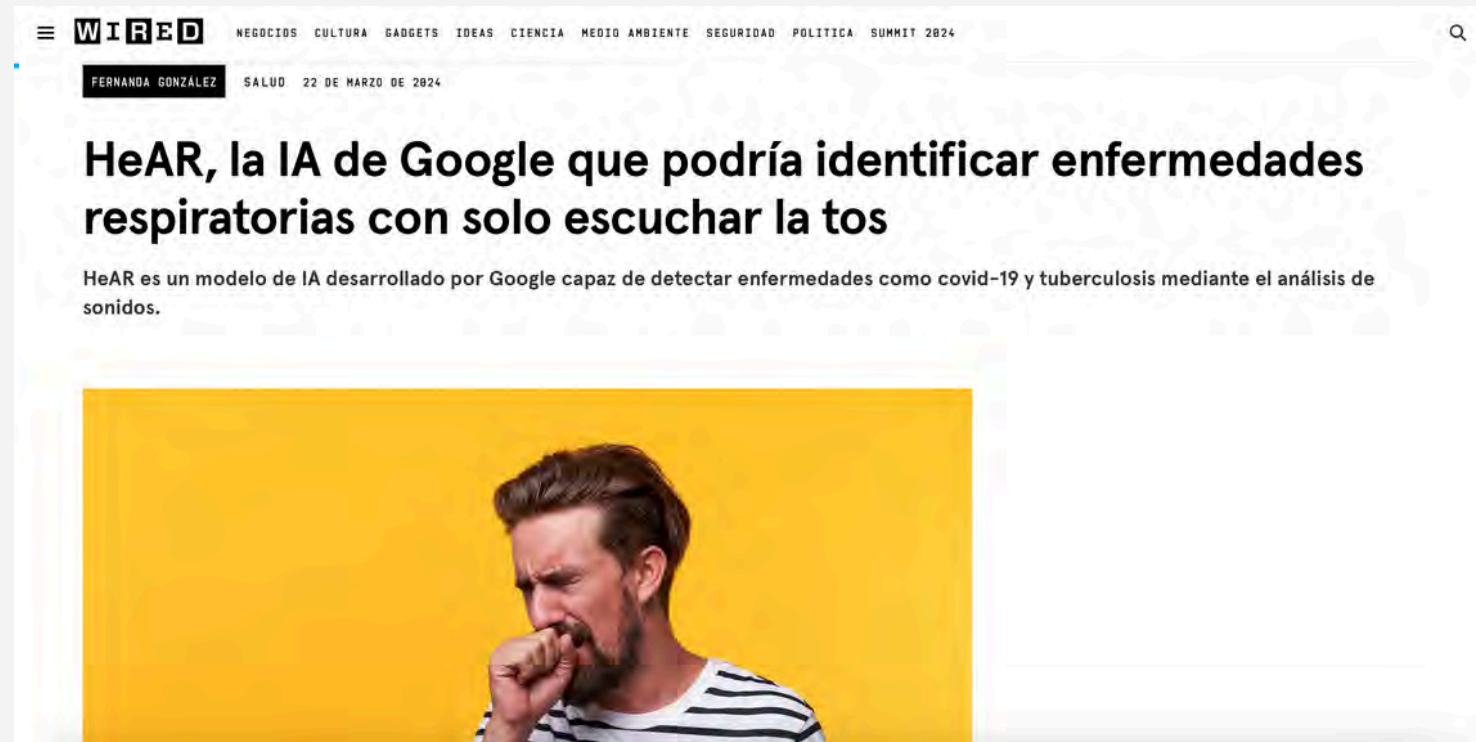 WIRED NEGOCIOS CULTURA GADGETS IDEAS CIENCIA MEDIO AMBIENTE SEGURIDAD POLITICA SUMMIT 2024
FERNANDA GONZÁLEZ SALUD 22 DE MARZO DE 2024
HeAR, la IA de Google que podría identificar enfermedades
respiratorias con solo escuchar la tos
HeAR es un modelo de IA desarrollado por Google capaz de detectar enfermedades como covid-19 y tuberculosis mediante el análisis de
sonidos.